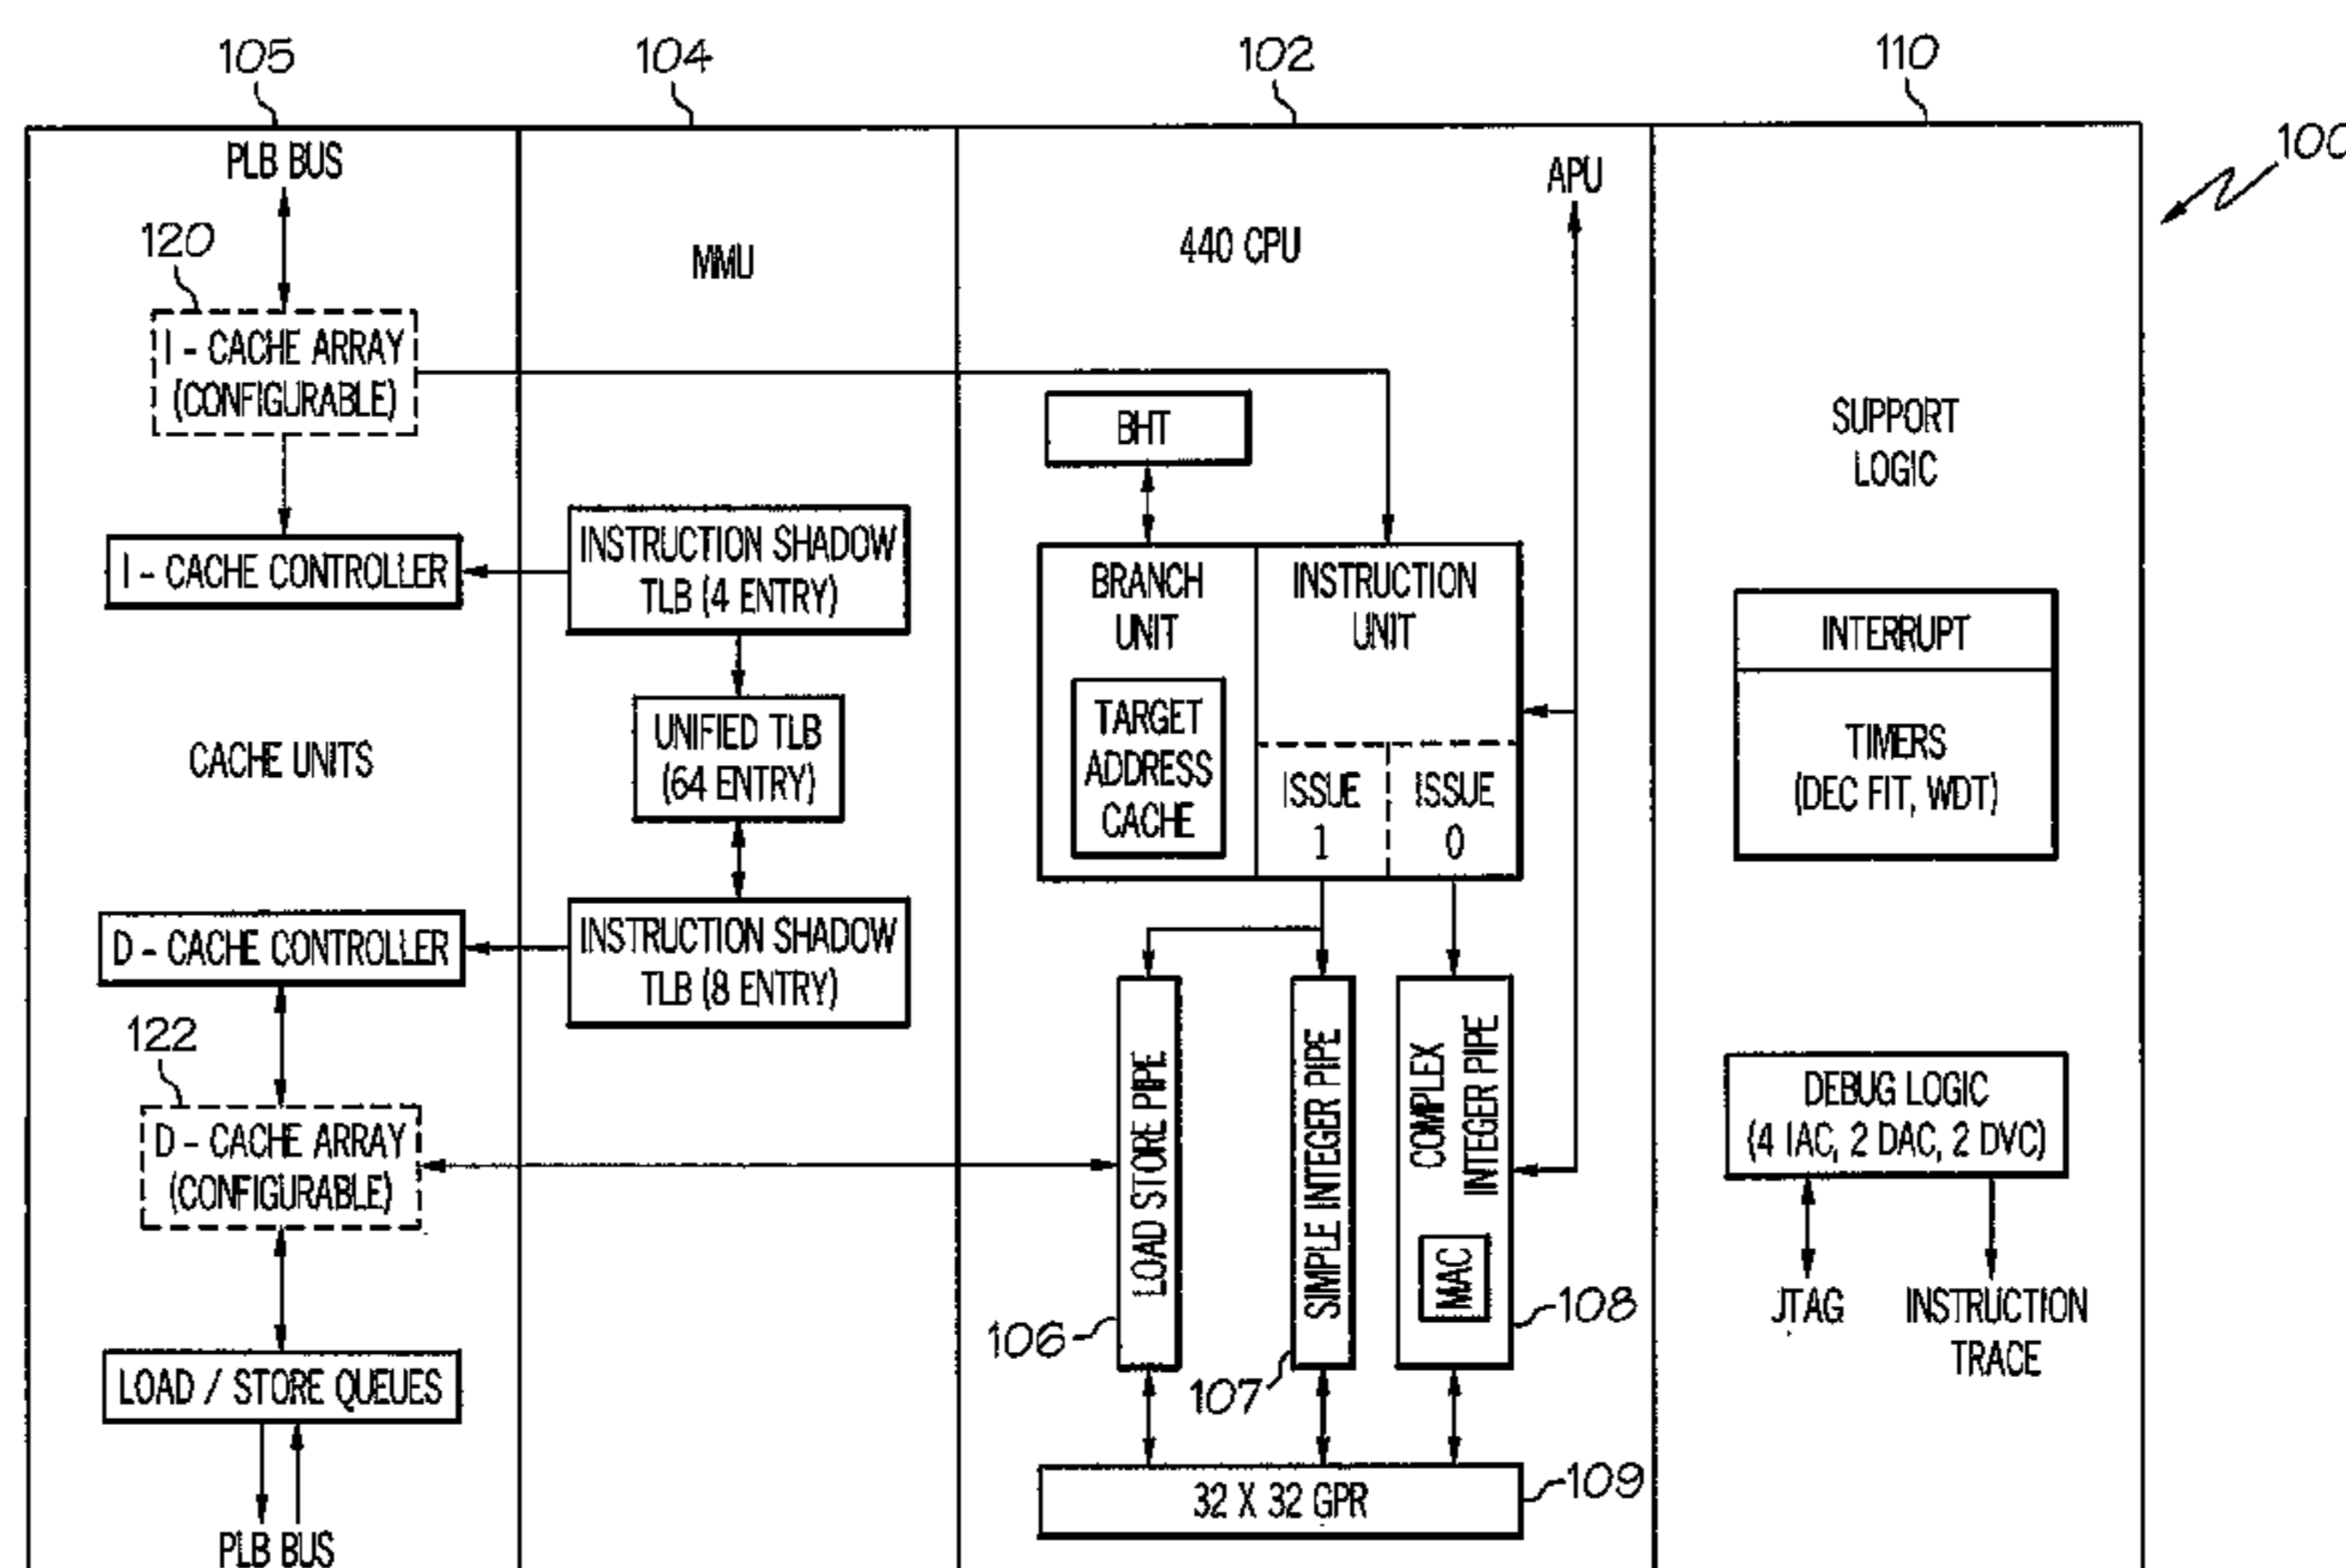 105
104
102
110
100
PLB BUS
120
I - CACHE ARRAY
(CONFIGURABLE)
I - CACHE CONTROLLER
CACHE UNITS
D - CACHE CONTROLLER
122
D - CACHE ARRAY
(CONFIGURABLE)
LOAD / STORE QUEUES
PLB BUS
MMU
INSTRUCTION SHADOW
TLB (4 ENTRY)
UNIFIED TLB
(64 ENTRY)
INSTRUCTION SHADOW
TLB (8 ENTRY)
440 CPU
APU
BHT
BRANCH
UNIT
TARGET
ADDRESS
CACHE
INSTRUCTION
UNIT
ISSUE
1
ISSUE
0
LOAD STORE PIPE
106
SIMPLE INTEGER PIPE
107
COMPLEX
INTEGER PIPE
MAC
108
32 X 32 GPR
109
SUPPORT
LOGIC
INTERRUPT
TIMERS
(DEC FIT, WDT)
DEBUG LOGIC
(4 IAC, 2 DAC, 2 DVC)
JTAG
INSTRUCTION
TRACE